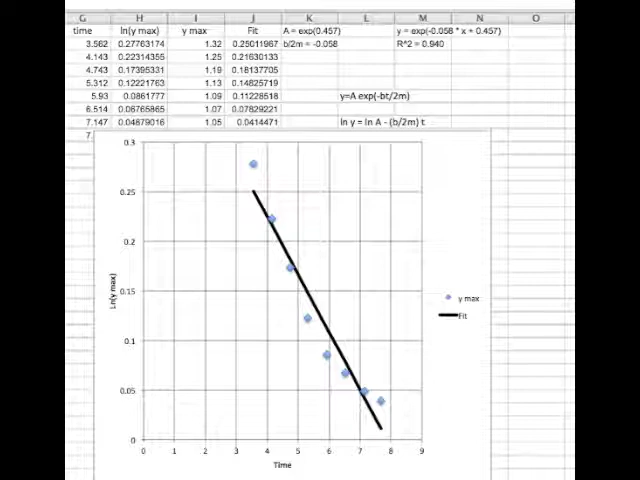 G H I J K L M N O
time ln(y max) y max Fit A = exp(0.457) y = exp(-0.058 * x + 0.457)
3.562 0.27763174 1.32 0.25011967 b/2m = -0.058 R^2 = 0.940
4.143 0.22314355 1.25 0.21630133
4.743 0.17395331 1.19 0.18137705
5.312 0.12221763 1.13 0.14825719
5.93 0.0861777 1.09 0.11228518 y=A exp(-bt/2m)
6.514 0.06765865 1.07 0.07829221
7.147 0.04879016 1.05 0.0414471 ln y = ln A - (b/2m) t
7.
0.3
0.25
0.2
0.15
0.1
0.05
0
Ln(y max)
0 1 2 3 4 5 6 7 8 9
Time
y max
Fit